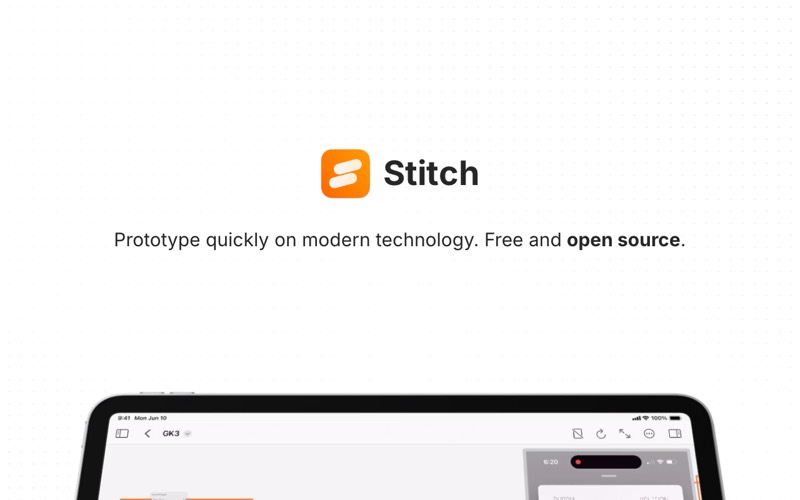 Stitch
Prototype quickly on modern technology. Free and open source.
9:41 Mon Jun 10
100%
GK3
6:20